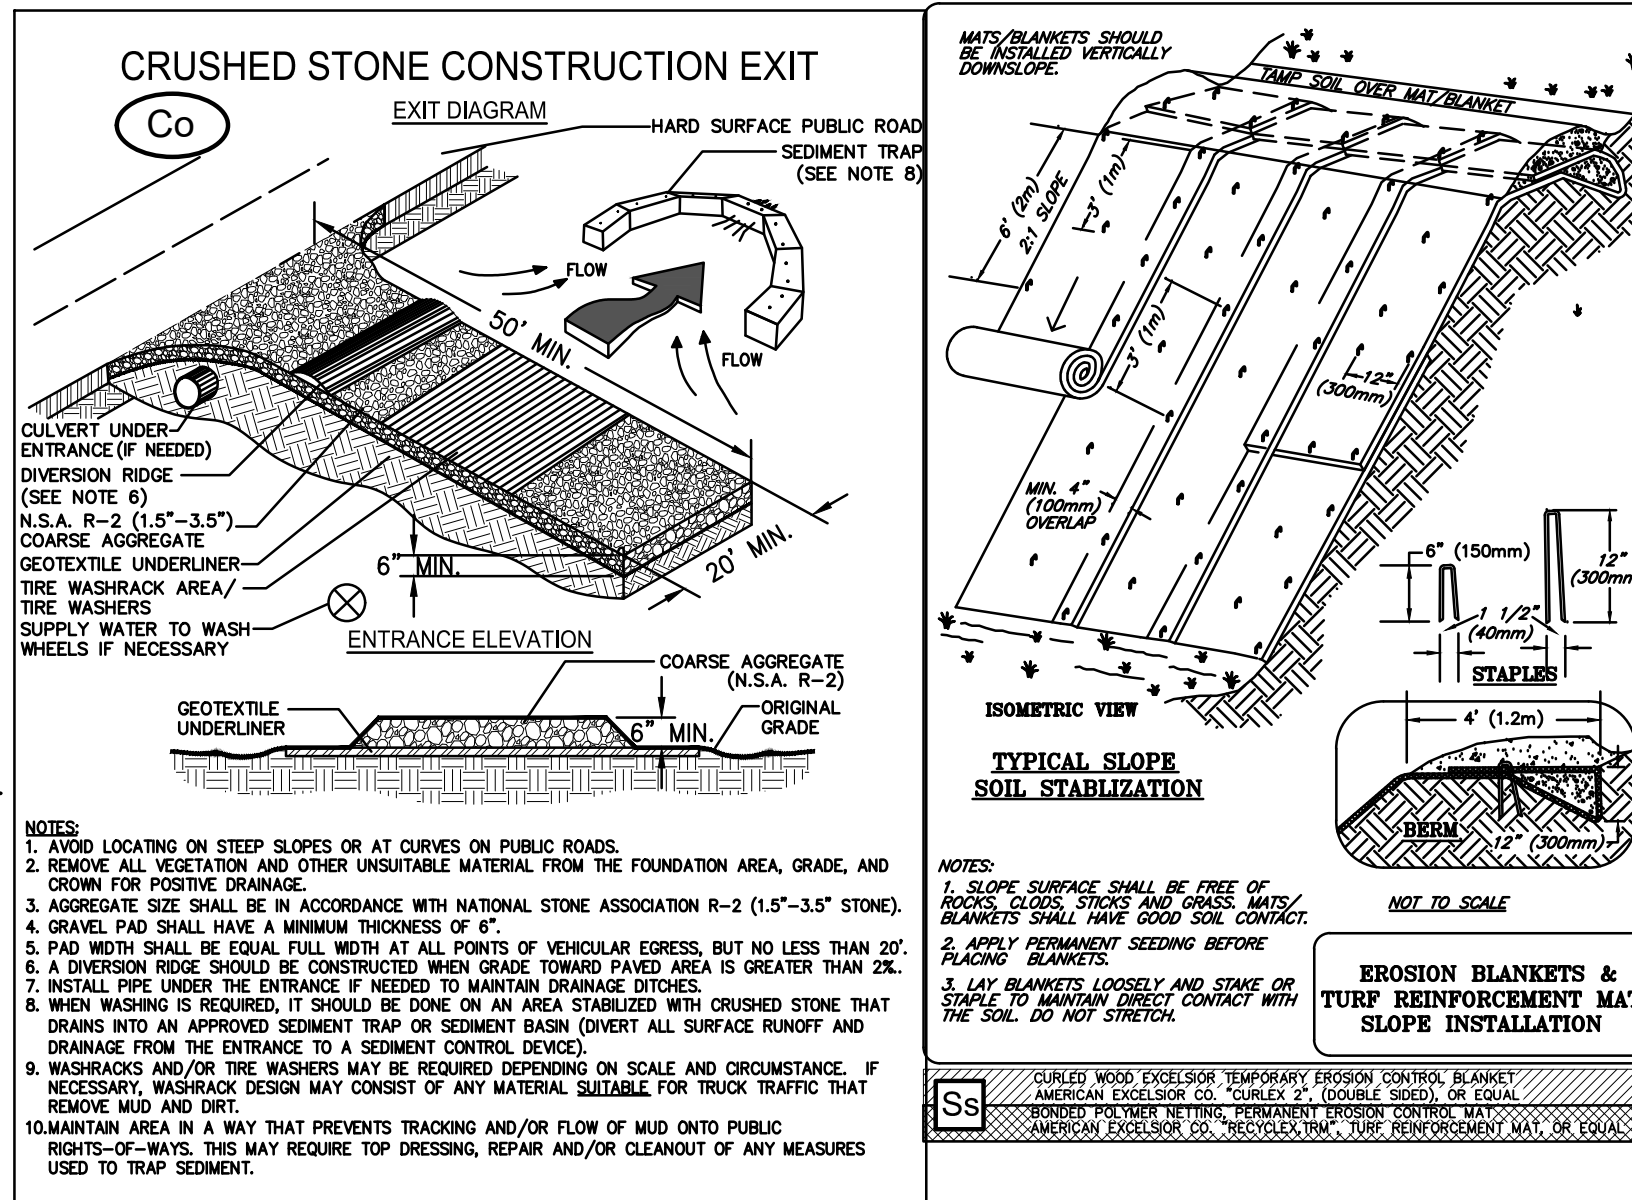 CRUSHED STONE CONSTRUCTION EXIT
Co
EXIT DIAGRAM
HARD SURFACE PUBLIC ROAD
SEDIMENT TRAP
(SEE NOTE 8)
FLOW
FLOW
50' MIN.
20' MIN.
6" MIN.
CULVERT UNDER
ENTRANCE (IF NEEDED)
DIVERSION RIDGE
(SEE NOTE 6)
N.S.A. R-2 (1.5"-3.5")
COARSE AGGREGATE
GEOTEXTILE UNDERLINER
TIRE WASHRACK AREA/
TIRE WASHERS
SUPPLY WATER TO WASH
WHEELS IF NECESSARY
ENTRANCE ELEVATION
COARSE AGGREGATE
(N.S.A. R-2)
GEOTEXTILE
UNDERLINER
6" MIN.
ORIGINAL
GRADE
NOTES:
1. AVOID LOCATING ON STEEP SLOPES OR AT CURVES ON PUBLIC ROADS.
2. REMOVE ALL VEGETATION AND OTHER UNSUITABLE MATERIAL FROM THE FOUNDATION AREA, GRADE, AND
CROWN FOR POSITIVE DRAINAGE.
3. AGGREGATE SIZE SHALL BE IN ACCORDANCE WITH NATIONAL STONE ASSOCIATION R-2 (1.5"-3.5" STONE).
4. GRAVEL PAD SHALL HAVE A MINIMUM THICKNESS OF 6".
5. PAD WIDTH SHALL BE EQUAL FULL WIDTH AT ALL POINTS OF VEHICULAR EGRESS, BUT NO LESS THAN 20'.
6. A DIVERSION RIDGE SHOULD BE CONSTRUCTED WHEN GRADE TOWARD PAVED AREA IS GREATER THAN 2%..
7. INSTALL PIPE UNDER THE ENTRANCE IF NEEDED TO MAINTAIN DRAINAGE DITCHES.
8. WHEN WASHING IS REQUIRED, IT SHOULD BE DONE ON AN AREA STABILIZED WITH CRUSHED STONE THAT
DRAINS INTO AN APPROVED SEDIMENT TRAP OR SEDIMENT BASIN (DIVERT ALL SURFACE RUNOFF AND
DRAINAGE FROM THE ENTRANCE TO A SEDIMENT CONTROL DEVICE).
9. WASHRACKS AND/OR TIRE WASHERS MAY BE REQUIRED DEPENDING ON SCALE AND CIRCUMSTANCE. IF
NECESSARY, WASHRACK DESIGN MAY CONSIST OF ANY MATERIAL SUITABLE FOR TRUCK TRAFFIC THAT
REMOVE MUD AND DIRT.
10.MAINTAIN AREA IN A WAY THAT PREVENTS TRACKING AND/OR FLOW OF MUD ONTO PUBLIC
RIGHTS-OF-WAYS. THIS MAY REQUIRE TOP DRESSING, REPAIR AND/OR CLEANOUT OF ANY MEASURES
USED TO TRAP SEDIMENT.
MATS/BLANKETS SHOULD
BE INSTALLED VERTICALLY
DOWNSLOPE.
TAMP SOIL OVER MAT/BLANKET
6' (2m)
2:1 SLOPE
3' (1m)
3' (1m)
12"
(300mm)
MIN. 4"
(100mm)
OVERLAP
6" (150mm)
12"
(300mm
1 1/2"
(40mm)
STAPLES
ISOMETRIC VIEW
TYPICAL SLOPE
SOIL STABLIZATION
4' (1.2m)
BERM
12" (300mm)
NOT TO SCALE
NOTES:
1. SLOPE SURFACE SHALL BE FREE OF
ROCKS, CLODS, STICKS AND GRASS. MATS/
BLANKETS SHALL HAVE GOOD SOIL CONTACT.
2. APPLY PERMANENT SEEDING BEFORE
PLACING BLANKETS.
3. LAY BLANKETS LOOSELY AND STAKE OR
STAPLE TO MAINTAIN DIRECT CONTACT WITH
THE SOIL. DO NOT STRETCH.
EROSION BLANKETS &
TURF REINFORCEMENT MAT
SLOPE INSTALLATION
Ss
CURLED WOOD EXCELSIOR TEMPORARY EROSION CONTROL BLANKET
AMERICAN EXCELSIOR CO. "CURLEX 2", (DOUBLE SIDED), OR EQUAL
BONDED POLYMER NETTING, PERMANENT EROSION CONTROL MAT
AMERICAN EXCELSIOR CO. "RECYCLEX,TRM", TURF REINFORCEMENT MAT, OR EQUAL